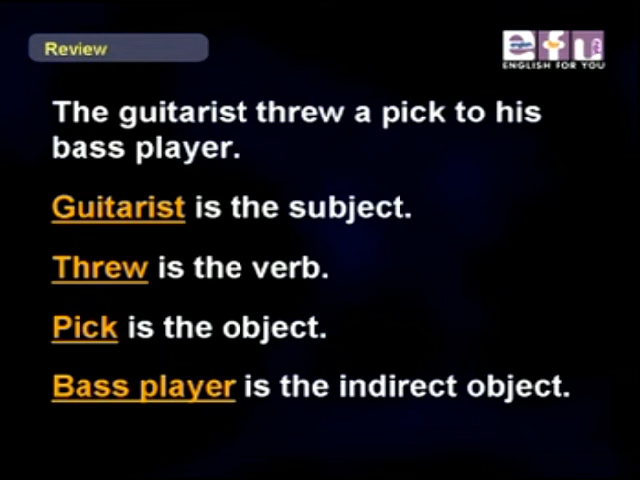 Review
efu
ENGLISH FOR YOU
The guitarist threw a pick to his
bass player.
Guitarist is the subject.
Threw is the verb.
Pick is the object.
Bass player is the indirect object.